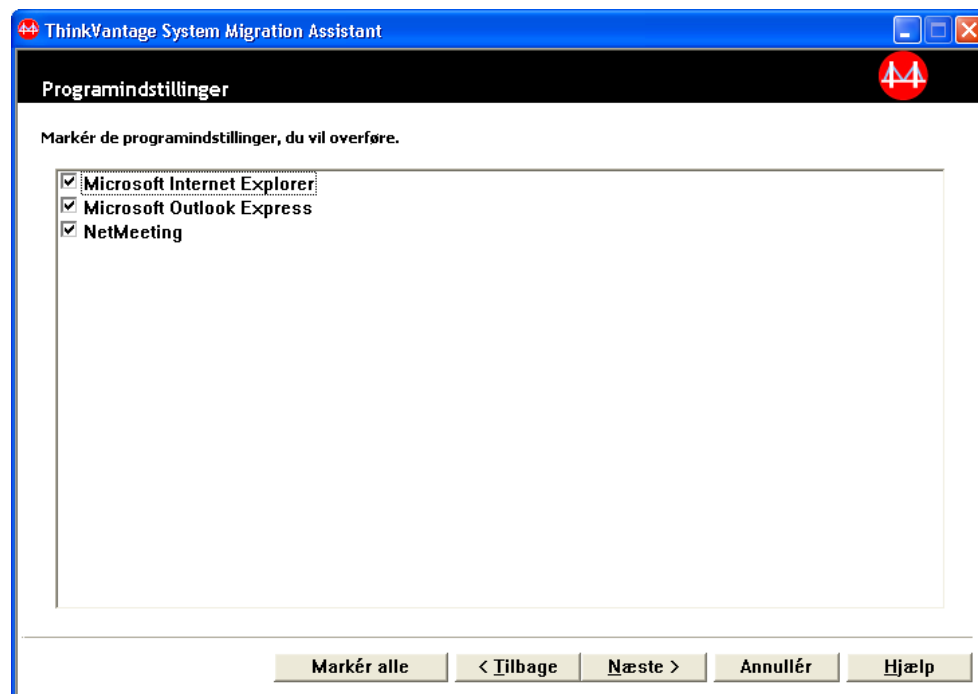 ThinkVantage System Migration Assistant
Programindstillinger
Markér de programindstillinger, du vil overføre.
Microsoft Internet Explorer
Microsoft Outlook Express
NetMeeting
Markér alle
< Tilbage
Næste >
Annullér
Hjælp